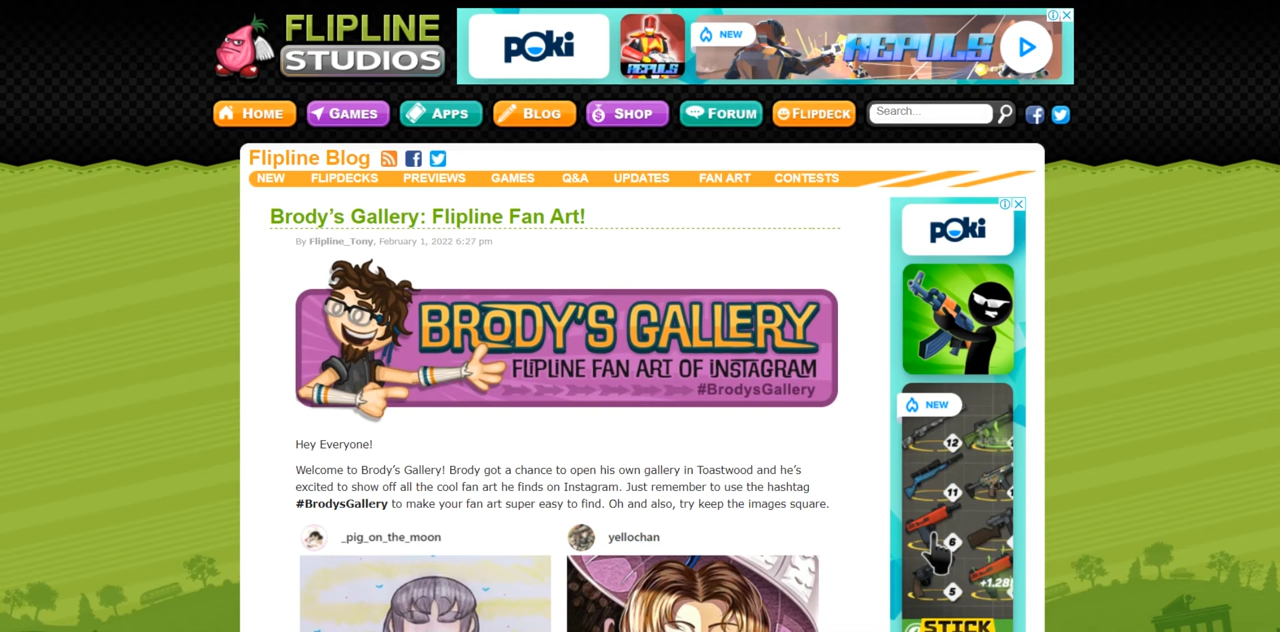 FLIPLINE
STUDIOS
POKi
REPULS
NEW
REPULS
HOME
GAMES
APPS
BLOG
SHOP
FORUM
FLIPDECK
Search...
Flipline Blog
NEW FLIPDECKS PREVIEWS GAMES Q&A UPDATES FAN ART CONTESTS
Brody's Gallery: Flipline Fan Art!
By Flipline_Tony, February 1, 2022 6:27 pm
BRODY'S GALLERY
FLIPLINE FAN ART OF INSTAGRAM
#BrodysGallery
Hey Everyone!
Welcome to Brody's Gallery! Brody got a chance to open his own gallery in Toastwood and he's
excited to show off all the cool fan art he finds on Instagram. Just remember to use the hashtag
#BrodysGallery to make your fan art super easy to find. Oh and also, try keep the images square.
_pig_on_the_moon
yellochan
POKi
NEW
12
11
6
5
+1.28
STICK